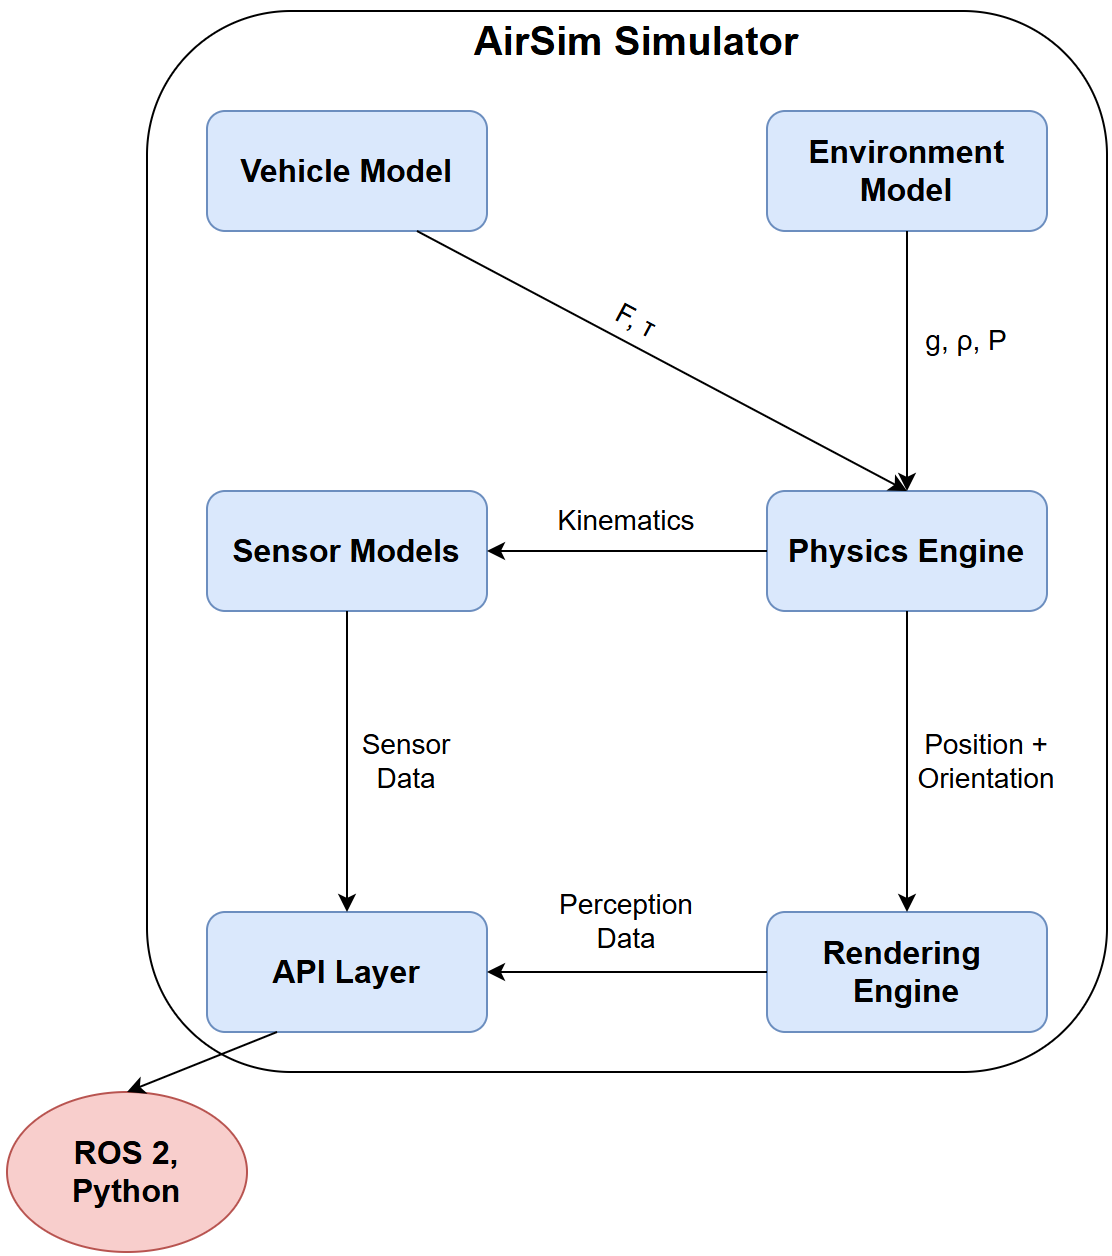 AirSim Simulator
Vehicle Model
Environment
Model
F, τ
g, ρ, P
Sensor Models
Kinematics
Physics Engine
Sensor
Data
Position +
Orientation
Perception
Data
API Layer
Rendering
Engine
ROS 2,
Python